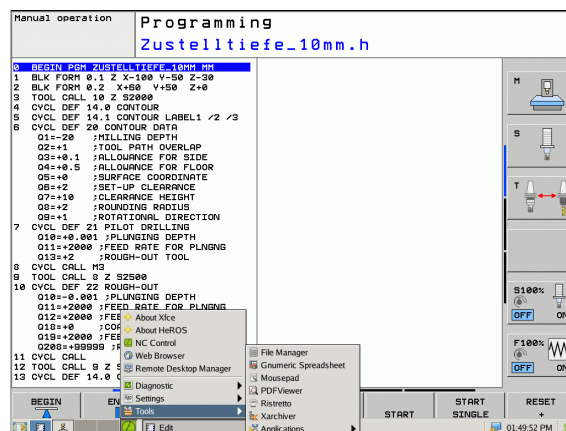 Manual operation
Programming
Zustelltiefe_10mm.h
0 BEGIN PGM ZUSTELLTIEFE_10MM MM
1 BLK FORM 0.1 Z X-100 Y-50 Z-30
2 BLK FORM 0.2 X+60 Y+50 Z+0
3 TOOL CALL 10 Z S2000
4 CYCL DEF 14.0 CONTOUR
5 CYCL DEF 14.1 CONTOUR LABEL1 /2 /3
6 CYCL DEF 20 CONTOUR DATA
Q1=-20 ;MILLING DEPTH
Q2=+1 ;TOOL PATH OVERLAP
Q3=+0.1 ;ALLOWANCE FOR SIDE
Q4=+0.5 ;ALLOWANCE FOR FLOOR
Q5=+0 ;SURFACE COORDINATE
Q6=+2 ;SET-UP CLEARANCE
Q7=+10 ;CLEARANCE HEIGHT
Q8=+2 ;ROUNDING RADIUS
Q9=+1 ;ROTATIONAL DIRECTION
7 CYCL DEF 21 PILOT DRILLING
Q10=+0.001 ;PLUNGING DEPTH
Q11=+2000 ;FEED RATE FOR PLNGNG
Q13=+2 ;ROUGH-OUT TOOL
8 CYCL CALL M3
9 TOOL CALL 8 Z S2500
10 CYCL DEF 22 ROUGH-OUT
Q10=-0.001 ;PLUNGING DEPTH
Q11=+2000 ;FEED RATE FOR PLNGNG
Q12=+2000 ;FEE
Q18=+0 ;COA
Q19=+2000 ;FEE
Q208=+99999 ;R
11 CYCL CALL
12 TOOL CALL 9 Z S
13 CYCL DEF 14.0 C
About Xfce
About HeROS
NC Control
Web Browser
Remote Desktop Manager
Diagnostic
Settings
Tools
File Manager
Gnumeric Spreadsheet
Mousepad
PDFViewer
Ristretto
Xarchiver
Applications
M
S
T
S100%
OFF ON
F100%
OFF ON
BEGIN
EN
START
START
SINGLE
RESET
+
Edit
01:49:52 PM